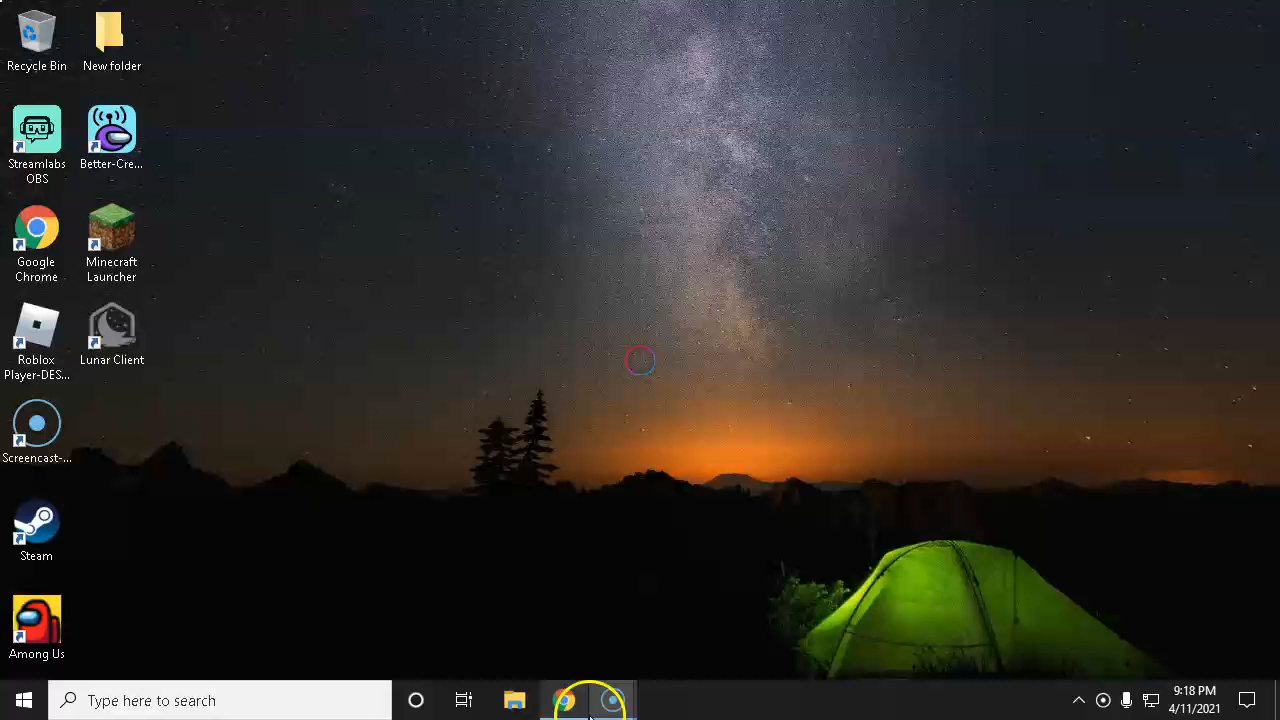 Recycle Bin
New folder
Streamlabs
OBS
Better-Cre...
Google
Chrome
Minecraft
Launcher
Roblox
Player-DES...
Lunar Client
Screencast-...
Steam
Among Us
Type here to search
9:18 PM
4/11/2021